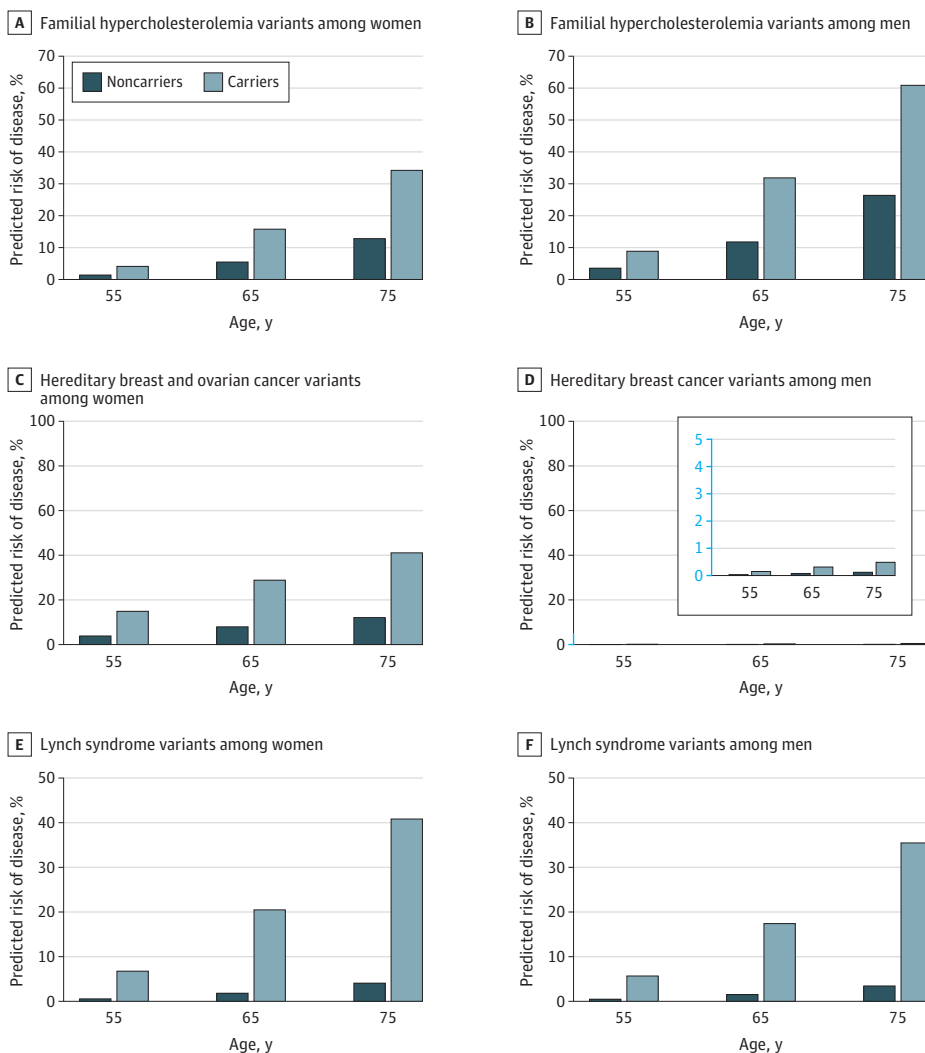 A Familial hypercholesterolemia variants among women
70
60
50
40
30
20
10
0
Predicted risk of disease, %
Noncarriers Carriers
55 65 75
Age, y
B Familial hypercholesterolemia variants among men
70
60
50
40
30
20
10
0
Predicted risk of disease, %
55 65 75
Age, y
C Hereditary breast and ovarian cancer variants
among women
100
80
60
40
20
0
Predicted risk of disease, %
55 65 75
Age, y
D Hereditary breast cancer variants among men
100
80
60
40
20
0
Predicted risk of disease, %
5
4
3
2
1
0
55 65 75
55 65 75
Age, y
E Lynch syndrome variants among women
50
40
30
20
10
0
Predicted risk of disease, %
55 65 75
Age, y
F Lynch syndrome variants among men
50
40
30
20
10
0
Predicted risk of disease, %
55 65 75
Age, y